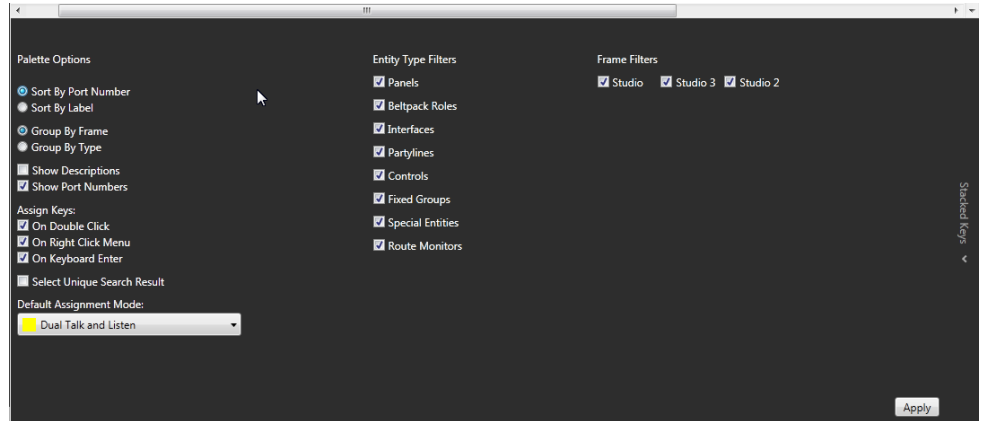 Palette Options
Sort By Port Number
Sort By Label
Group By Frame
Group By Type
Show Descriptions
Show Port Numbers
Assign Keys:
On Double Click
On Right Click Menu
On Keyboard Enter
Select Unique Search Result
Default Assignment Mode:
Dual Talk and Listen
Entity Type Filters
Panels
Beltpack Roles
Interfaces
Partylines
Controls
Fixed Groups
Special Entities
Route Monitors
Frame Filters
Studio Studio 3 Studio 2
Stacked Keys
Apply